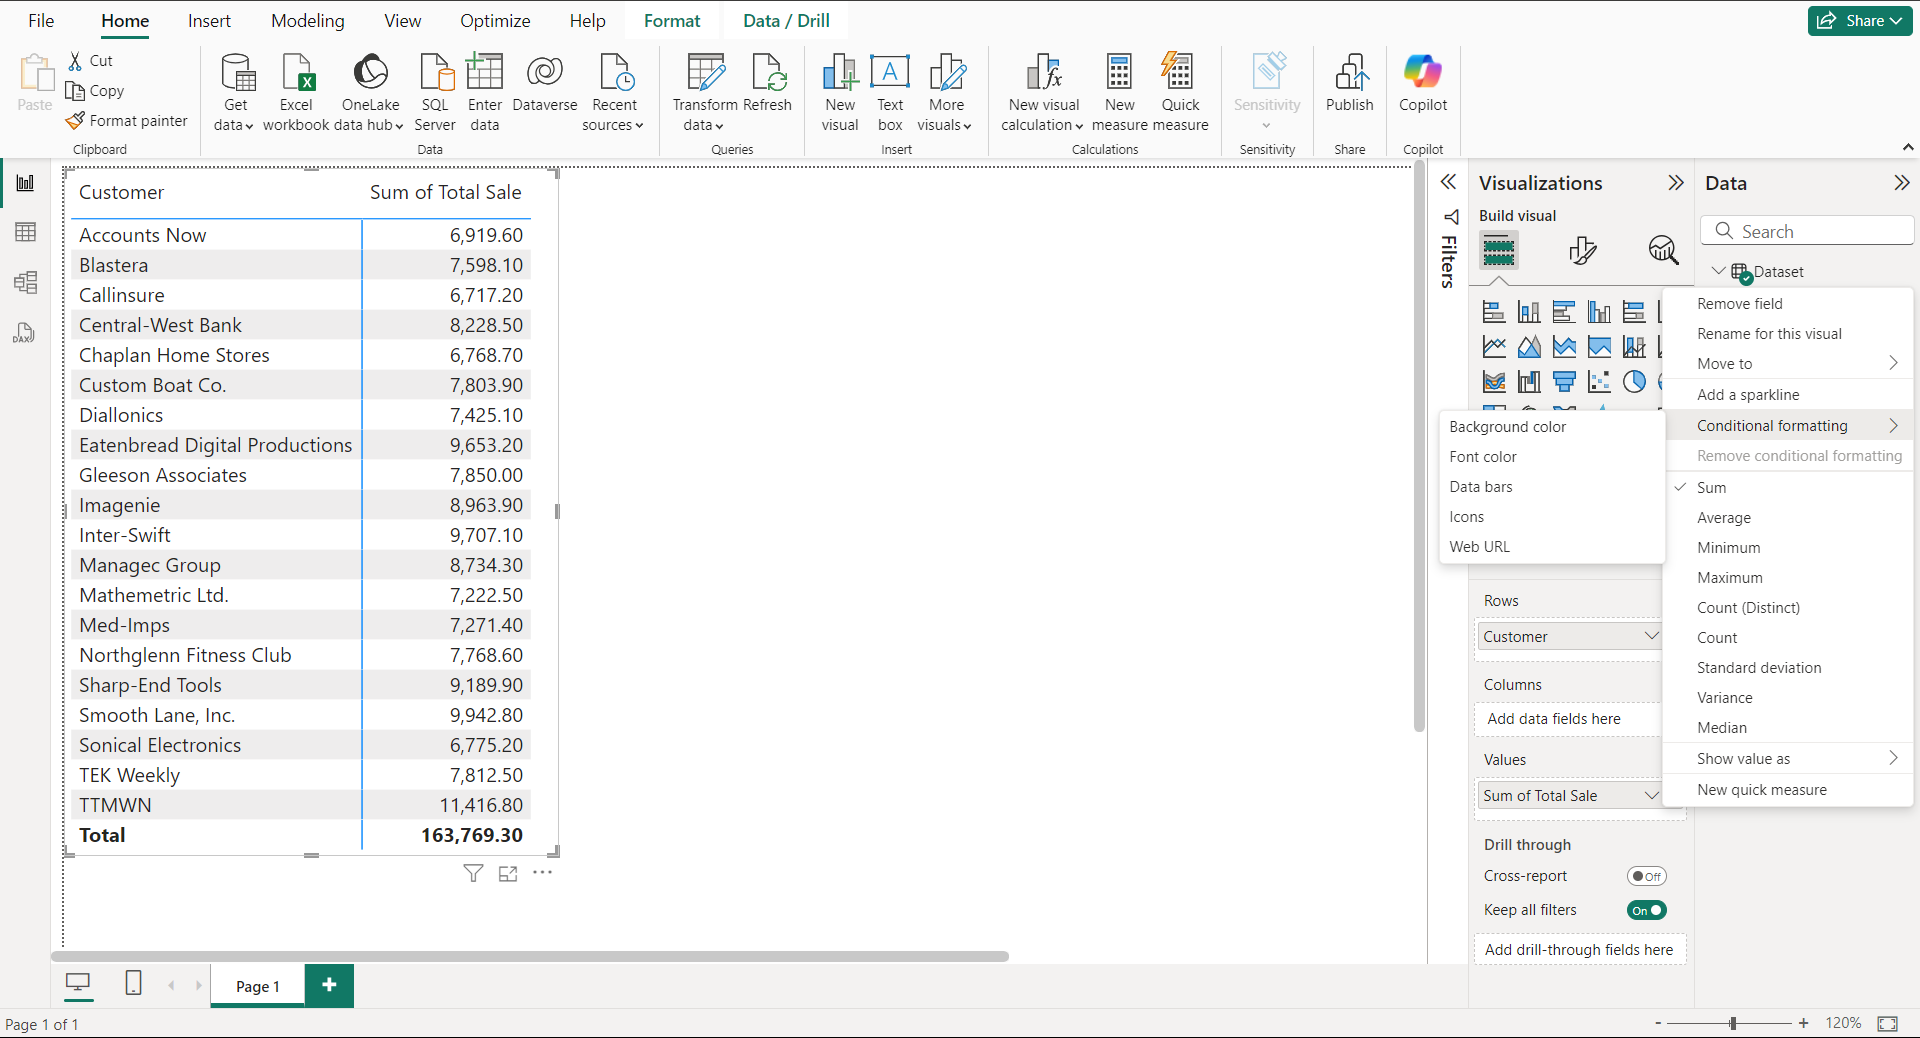 File Home Insert Modeling View Optimize Help Format Data / Drill Share
Paste
Cut
Copy
Format painter
Clipboard
Get data
Excel workbook
OneLake data hub
SQL Server
Enter data
Dataverse
Recent sources
Data
Transform data
Refresh
Queries
New visual
Text box
More visuals
Insert
New visual calculation
New measure
Quick measure
Calculations
Sensitivity
Sensitivity
Publish
Share
Copilot
Copilot
DAX
Customer Sum of Total Sale
Accounts Now 6,919.60
Blastera 7,598.10
Callinsure 6,717.20
Central-West Bank 8,228.50
Chaplan Home Stores 6,768.70
Custom Boat Co. 7,803.90
Diallonics 7,425.10
Eatenbread Digital Productions 9,653.20
Gleeson Associates 7,850.00
Imagenie 8,963.90
Inter-Swift 9,707.10
Managec Group 8,734.30
Mathemetric Ltd. 7,222.50
Med-Imps 7,271.40
Northglenn Fitness Club 7,768.60
Sharp-End Tools 9,189.90
Smooth Lane, Inc. 9,942.80
Sonical Electronics 6,775.20
TEK Weekly 7,812.50
TTMWN 11,416.80
Total 163,769.30
Filters
Visualizations
Build visual
Background color
Font color
Data bars
Icons
Web URL
Rows
Customer
Columns
Add data fields here
Values
Sum of Total Sale
Drill through
Cross-report Off
Keep all filters On
Add drill-through fields here
Data
Search
Dataset
Remove field
Rename for this visual
Move to
Add a sparkline
Conditional formatting
Remove conditional formatting
Sum
Average
Minimum
Maximum
Count (Distinct)
Count
Standard deviation
Variance
Median
Show value as
New quick measure
Page 1
Page 1 of 1
- + 120%